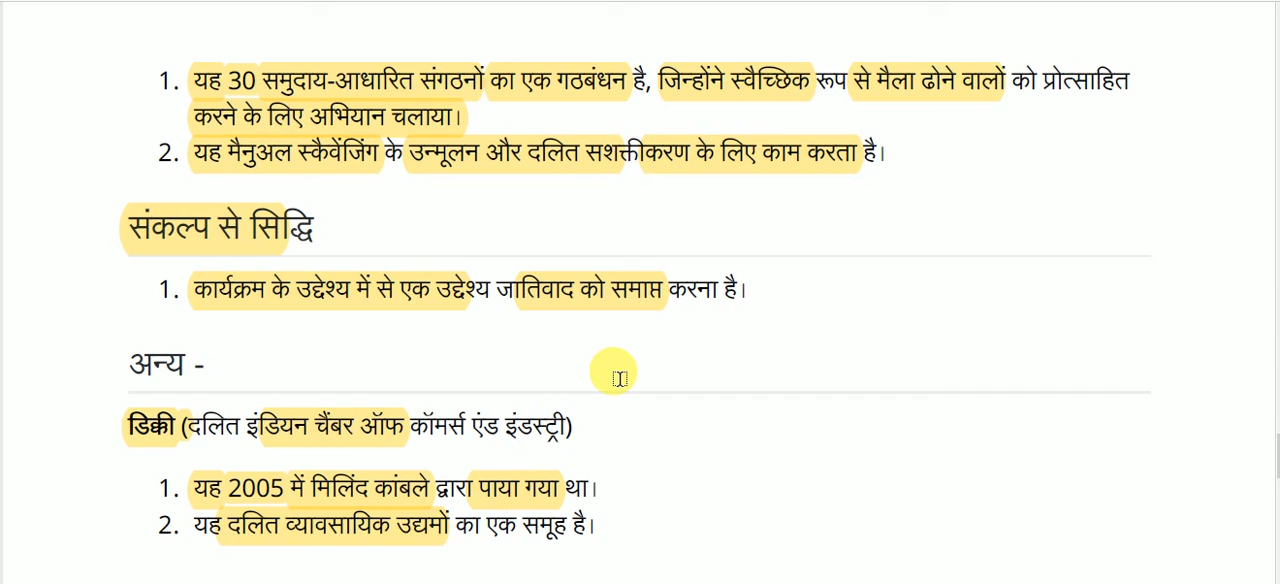 1. यह 30 समुदाय-आधारित संगठनों का एक गठबंधन है, जिन्होंने स्वैच्छिक रूप से मैला ढोने वालों को प्रोत्साहित
करने के लिए अभियान चलाया।
2. यह मैनुअल स्कैवेंजिंग के उन्मूलन और दलित सशक्तीकरण के लिए काम करता है।
संकल्प से सिद्धि
1. कार्यक्रम के उद्देश्य में से एक उद्देश्य जातिवाद को समाप्त करना है।
अन्य -
डिक्की (दलित इंडियन चैंबर ऑफ कॉमर्स एंड इंडस्ट्री)
1. यह 2005 में मिलिंद कांबले द्वारा पाया गया था।
2. यह दलित व्यावसायिक उद्यमों का एक समूह है।